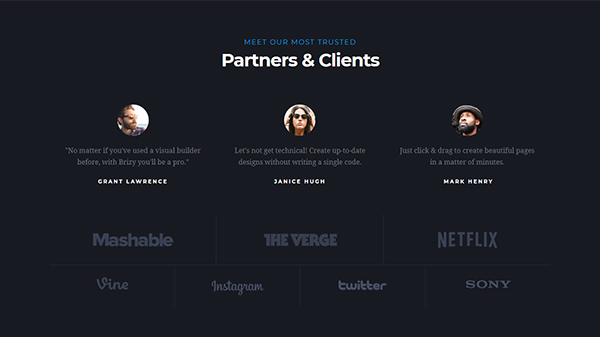 MEET OUR MOST TRUSTED
Partners & Clients
"No matter if you've used a visual builder
before, with Brizy you'll be a pro."
GRANT LAWRENCE
Let's not get technical! Create up-to-date
designs without writing a single code.
JANICE HUGH
Just click & drag to create beautiful pages
in a matter of minutes.
MARK HENRY
Mashable
THE VERGE
NETFLIX
Vine
Instagram
twitter
SONY